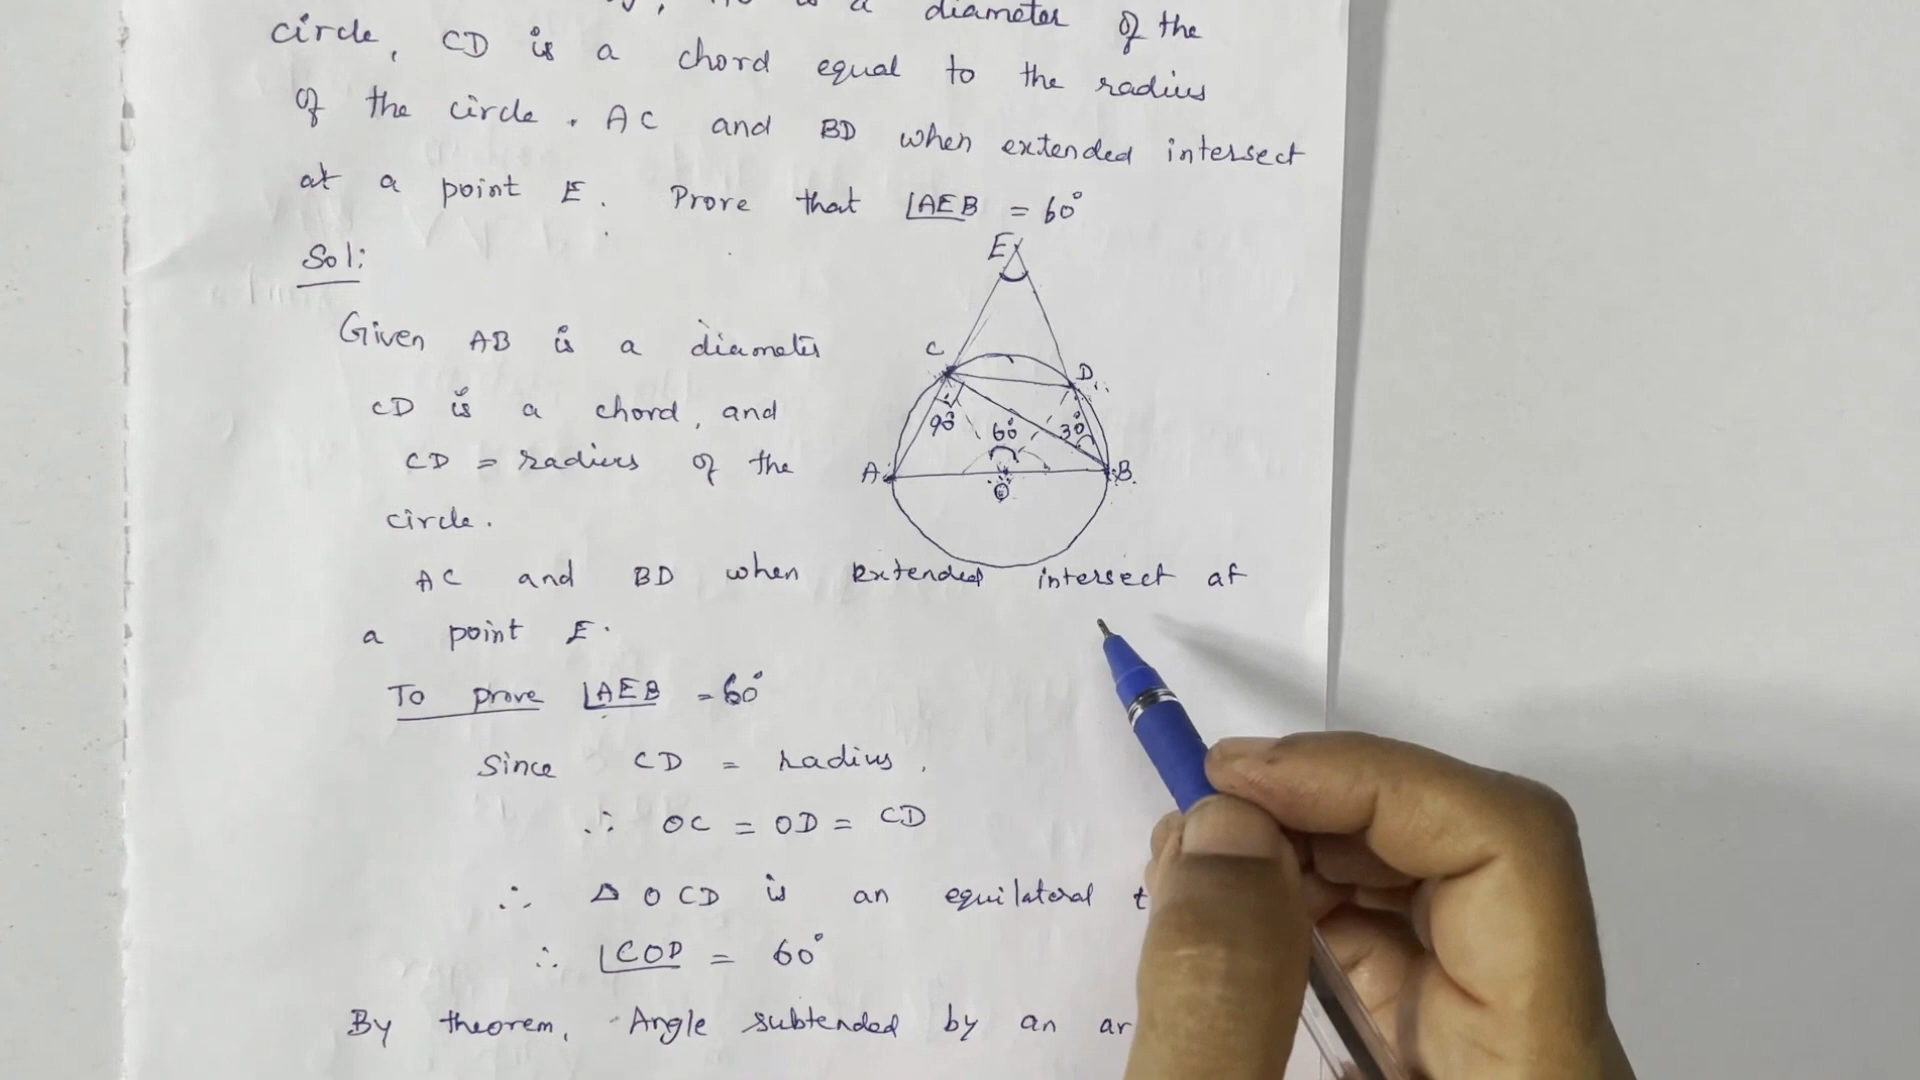 is a diameter of the
circle, CD is a chord equal to the radius
of the circle. AC and BD when extended intersect
at a point E. Prove that ∠AEB = 60°
Sol:
E
Given AB is a diameter
C
D
CD is a chord, and
90° 60° 30°
CD = radius of the
A
B
O
circle.
AC and BD when Extended intersect at
a point E.
To prove ∠AEB = 60°
Since CD = radius.
∴ OC = OD = CD
∴ Δ OCD is an equilateral
∴ ∠COD = 60°
By theorem, Angle subtended by an